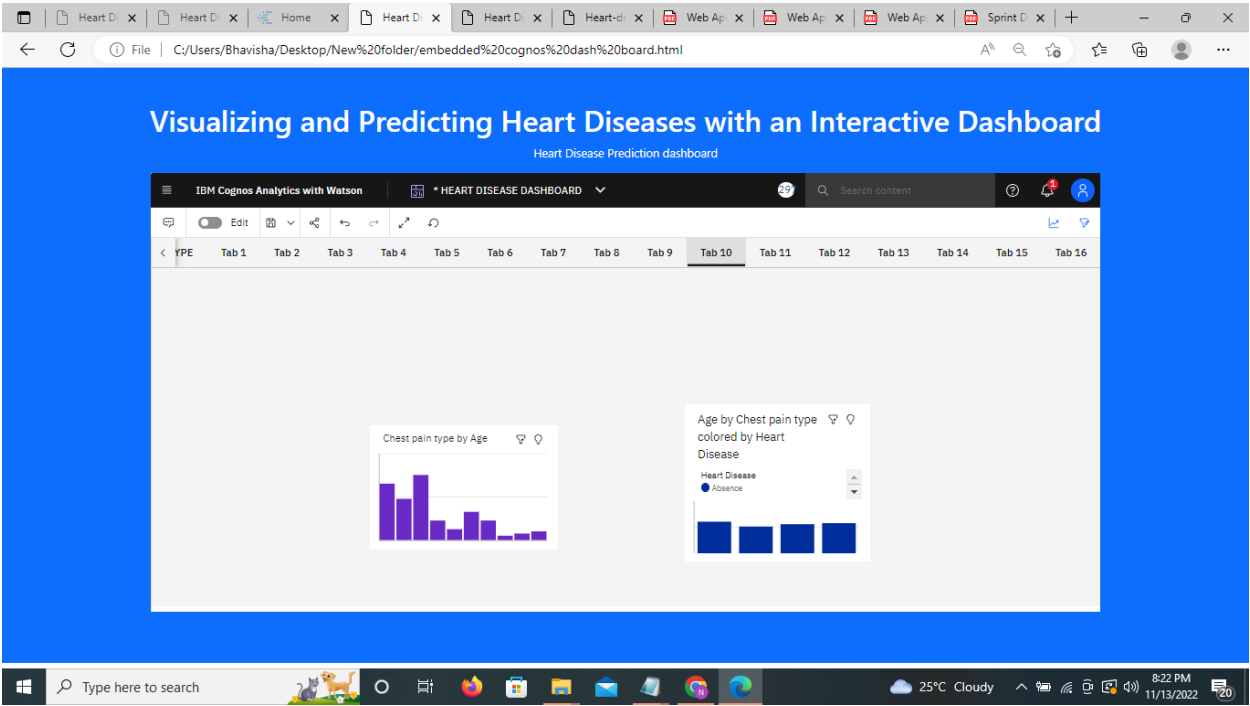 Heart Di Heart Di Home Heart Di Heart Di Heart-di Web Ap Web Ap Web Ap Sprint D
File C:/Users/Bhavisha/Desktop/New%20folder/embedded%20cognos%20dash%20board.html
Visualizing and Predicting Heart Diseases with an Interactive Dashboard
Heart Disease Prediction dashboard
IBM Cognos Analytics with Watson * HEART DISEASE DASHBOARD Search content 1
Edit
YPE Tab 1 Tab 2 Tab 3 Tab 4 Tab 5 Tab 6 Tab 7 Tab 8 Tab 9 Tab 10 Tab 11 Tab 12 Tab 13 Tab 14 Tab 15 Tab 16
Age by Chest pain type
colored by Heart
Disease
Heart Disease
Absence
Chest pain type by Age
Type here to search 25°C Cloudy 8:22 PM
11/13/2022 20